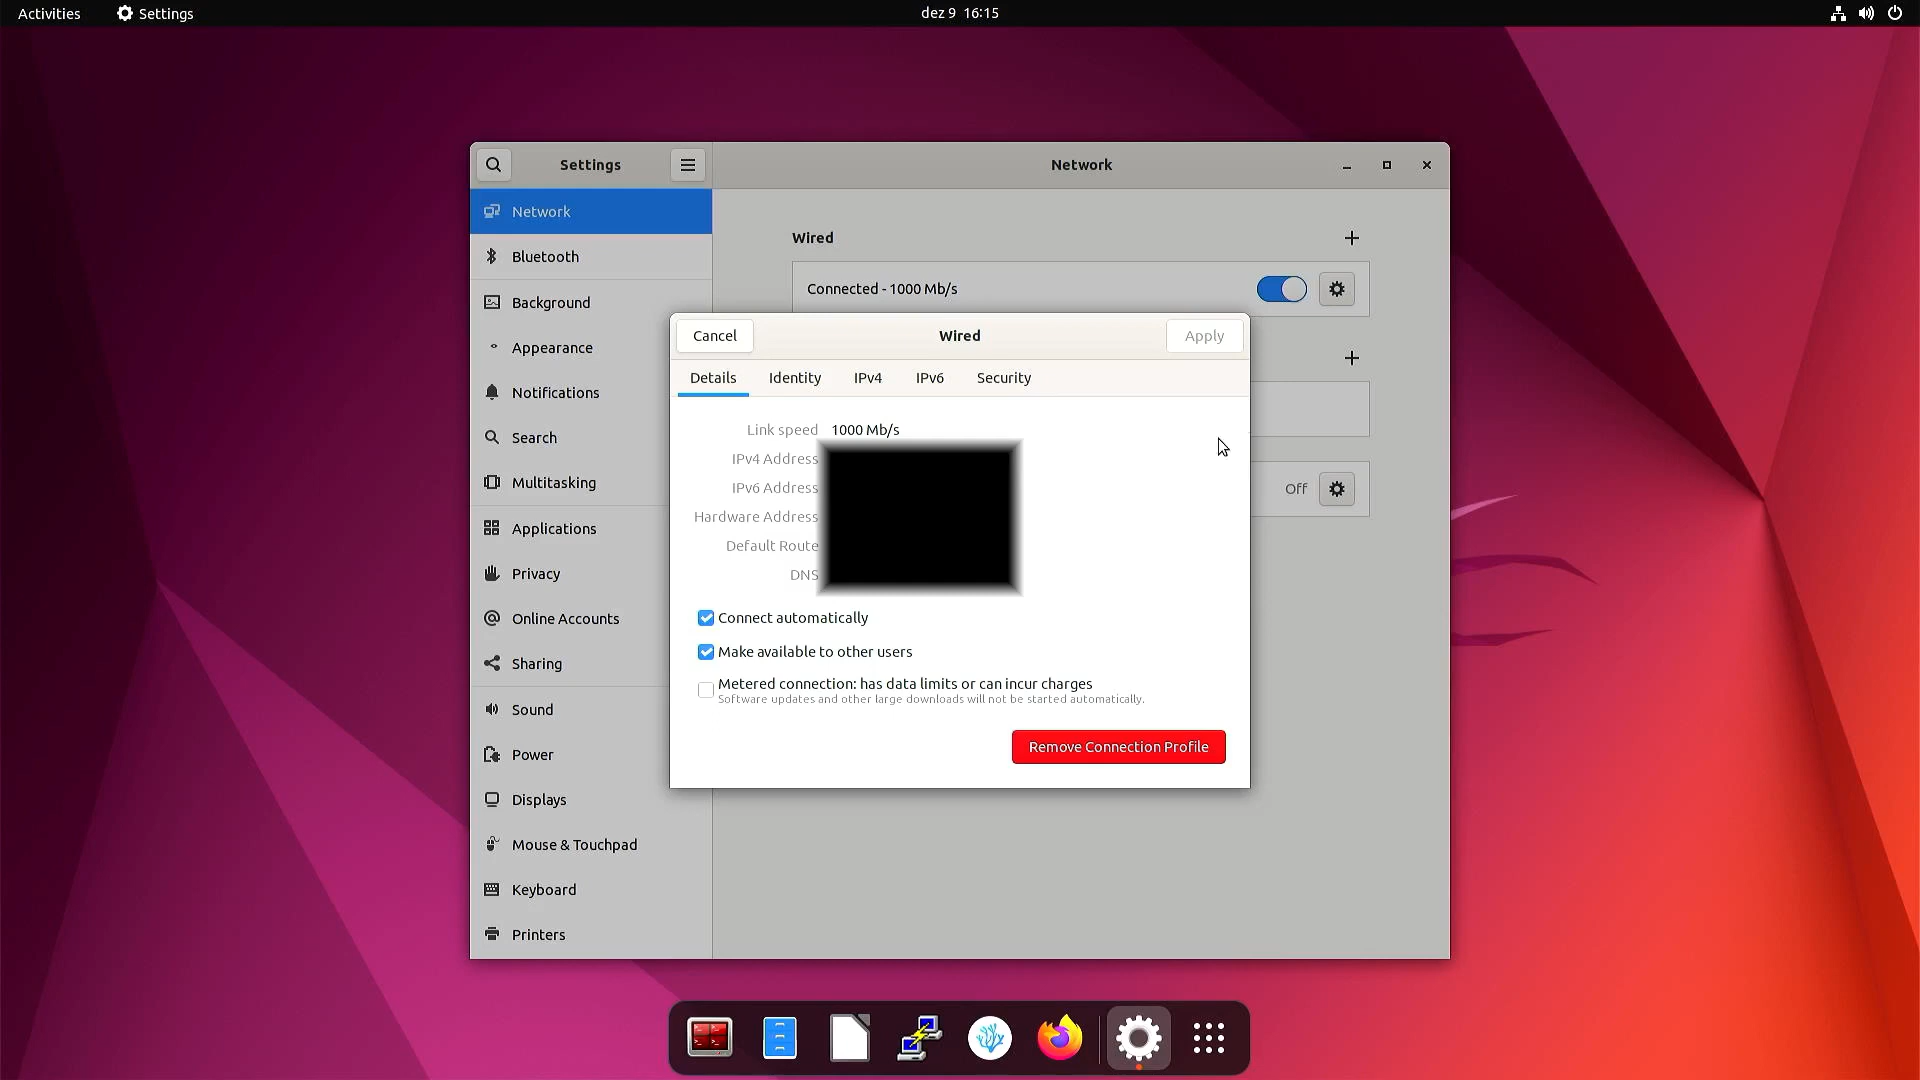 Activities
Settings
dez 9 16:15
Settings
Network
Network
Bluetooth
Background
Appearance
Notifications
Search
Multitasking
Applications
Privacy
Online Accounts
Sharing
Sound
Power
Displays
Mouse & Touchpad
Keyboard
Printers
Wired
Connected - 1000 Mb/s
Off
Cancel
Wired
Apply
Details
Identity
IPv4
IPv6
Security
Link speed 1000 Mb/s
IPv4 Address
IPv6 Address
Hardware Address
Default Route
DNS
Connect automatically
Make available to other users
Metered connection: has data limits or can incur charges
Software updates and other large downloads will not be started automatically.
Remove Connection Profile